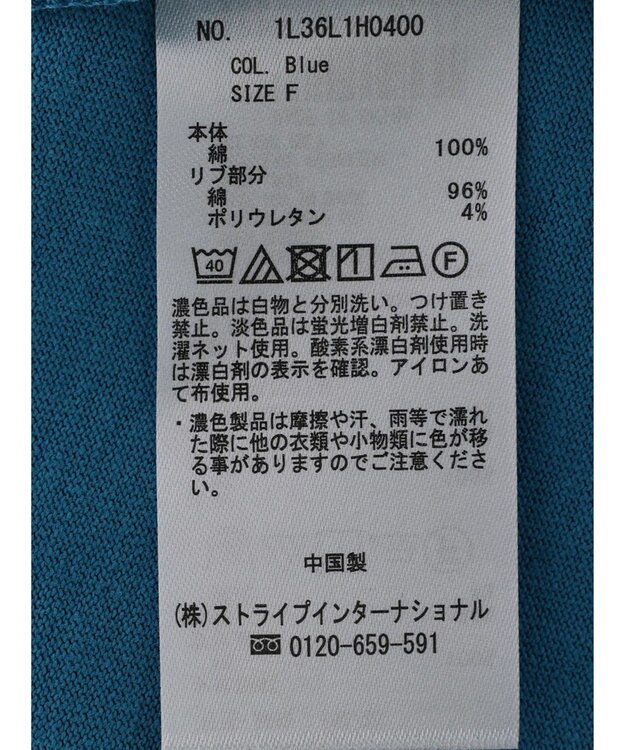 NO. 1L36L1H0400
COL. Blue
SIZE F
本体
綿 100%
リブ部分
綿 96%
ポリウレタン 4%
40 F
濃色品は白物と分別洗い。つけ置き
禁止。淡色品は蛍光増白剤禁止。洗
濯ネット使用。酸素系漂白剤使用時
は漂白剤の表示を確認。アイロンあ
て布使用。
・濃色製品は摩擦や汗、雨等で濡れ
た際に他の衣類や小物類に色が移
る事がありますのでご注意くださ
い。
中国製
(株)ストライプインターナショナル
0120-659-591